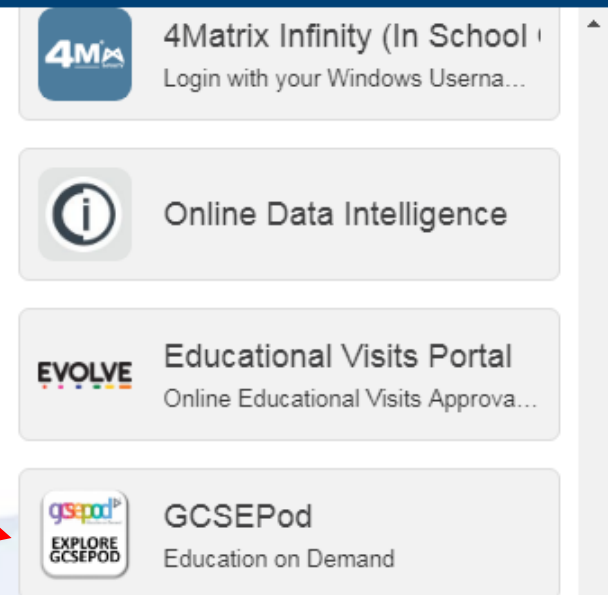 4M
4Matrix Infinity (In School
Login with your Windows Userna...
i
Online Data Intelligence
EVOLVE
Educational Visits Portal
Online Educational Visits Approva...
gcsepod
EXPLORE
GCSEPOD
GCSEPod
Education on Demand